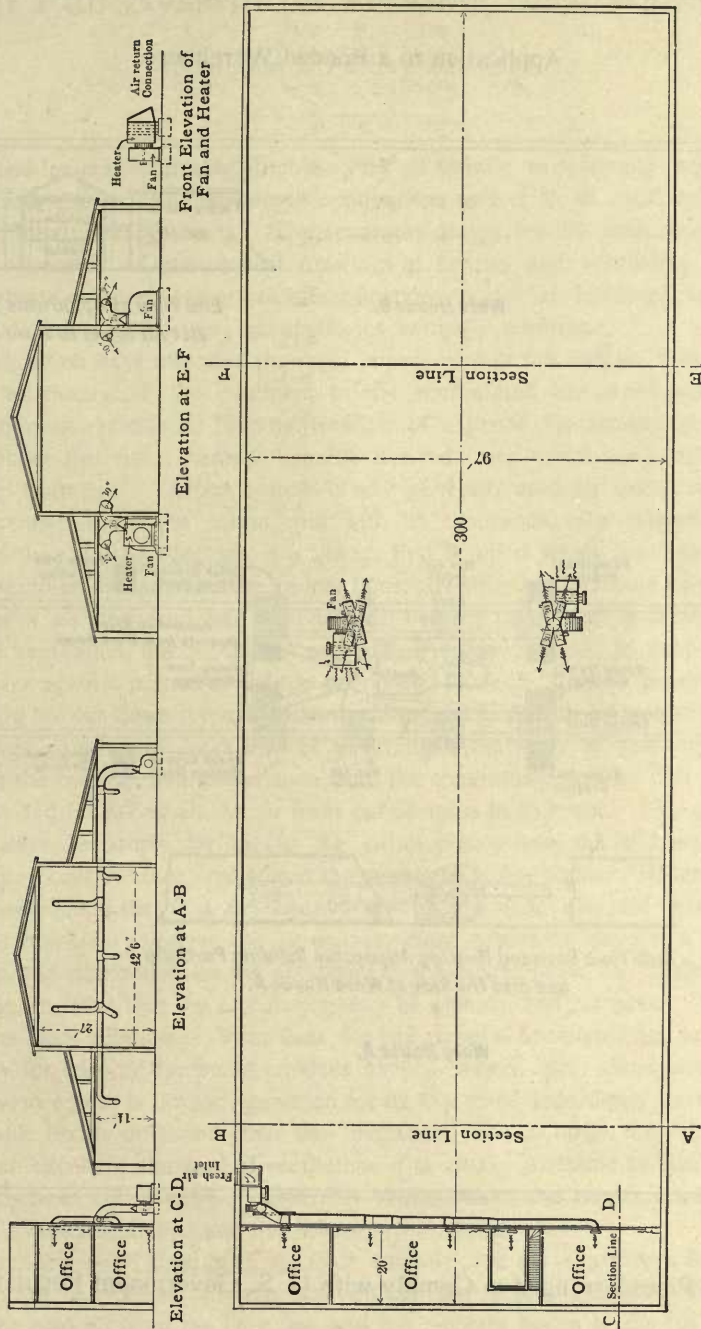 Office
Office
Elevation at C-D
11'
27'
42'6"
Elevation at A-B
Heater
Fan
Fan
Elevation at E-F
Heater
Fan
Air return
Connection
Front Elevation of
Fan and Heater
Fresh air
Inlet
B
F
Office
Office
Office
Office
20'
Section Line
Section Line
Fan
97'
300
D
C
Section Line
A
E